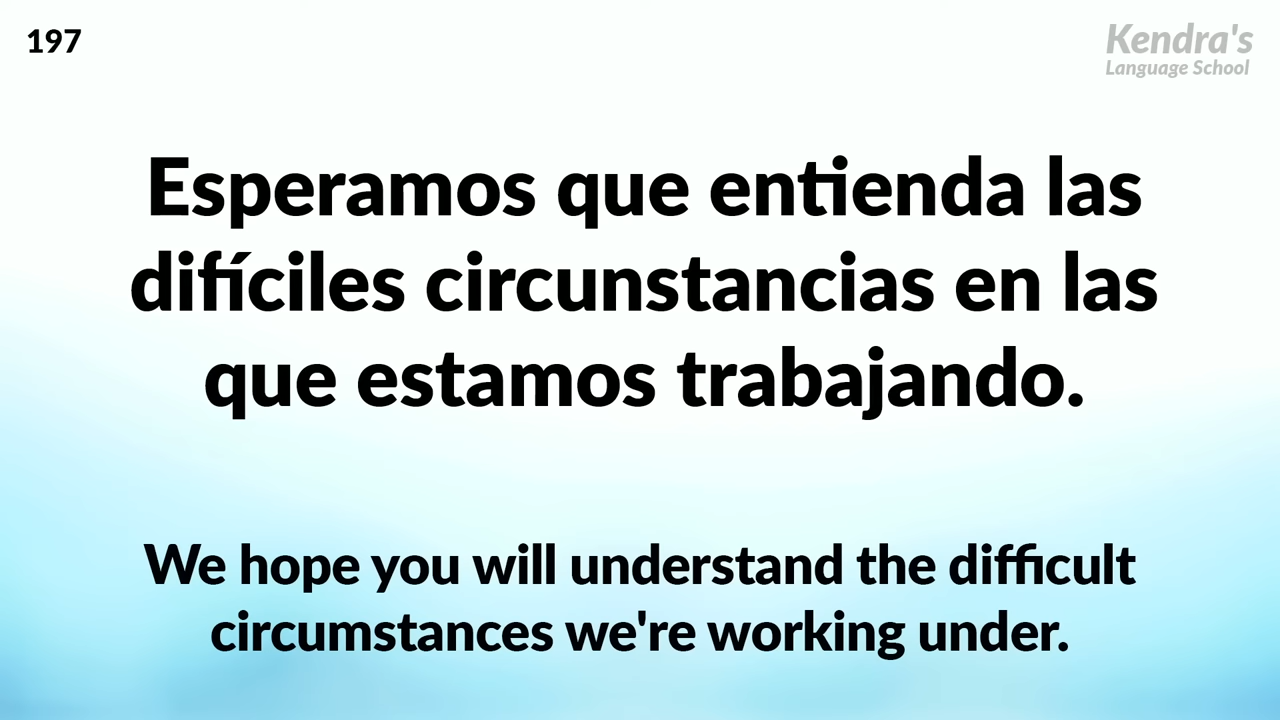 197
Kendra's
Language School
Esperamos que entienda las
difíciles circunstancias en las
que estamos trabajando.
We hope you will understand the difficult
circumstances we're working under.